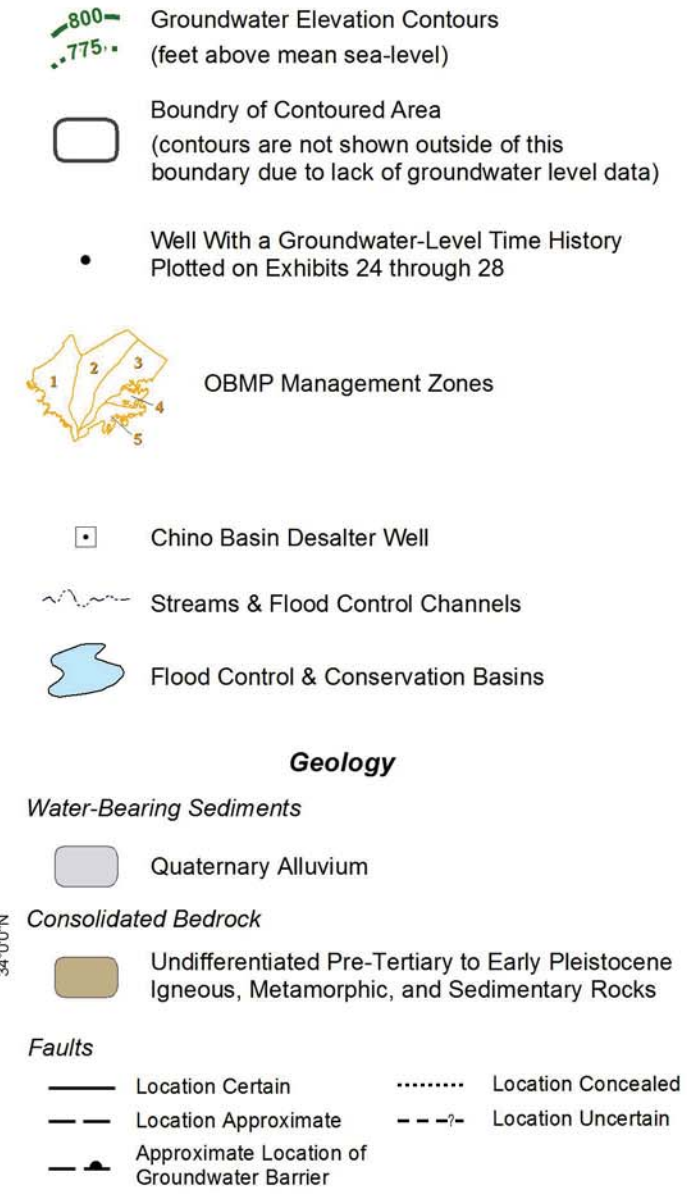 800
775
Groundwater Elevation Contours
(feet above mean sea-level)
Boundry of Contoured Area
(contours are not shown outside of this
boundary due to lack of groundwater level data)
Well With a Groundwater-Level Time History
Plotted on Exhibits 24 through 28
1
2
3
4
5
OBMP Management Zones
Chino Basin Desalter Well
Streams & Flood Control Channels
Flood Control & Conservation Basins
Geology
Water-Bearing Sediments
Quaternary Alluvium
34°0'0"N
Consolidated Bedrock
Undifferentiated Pre-Tertiary to Early Pleistocene
Igneous, Metamorphic, and Sedimentary Rocks
Faults
Location Certain
Location Concealed
Location Approximate
?
Location Uncertain
Approximate Location of
Groundwater Barrier